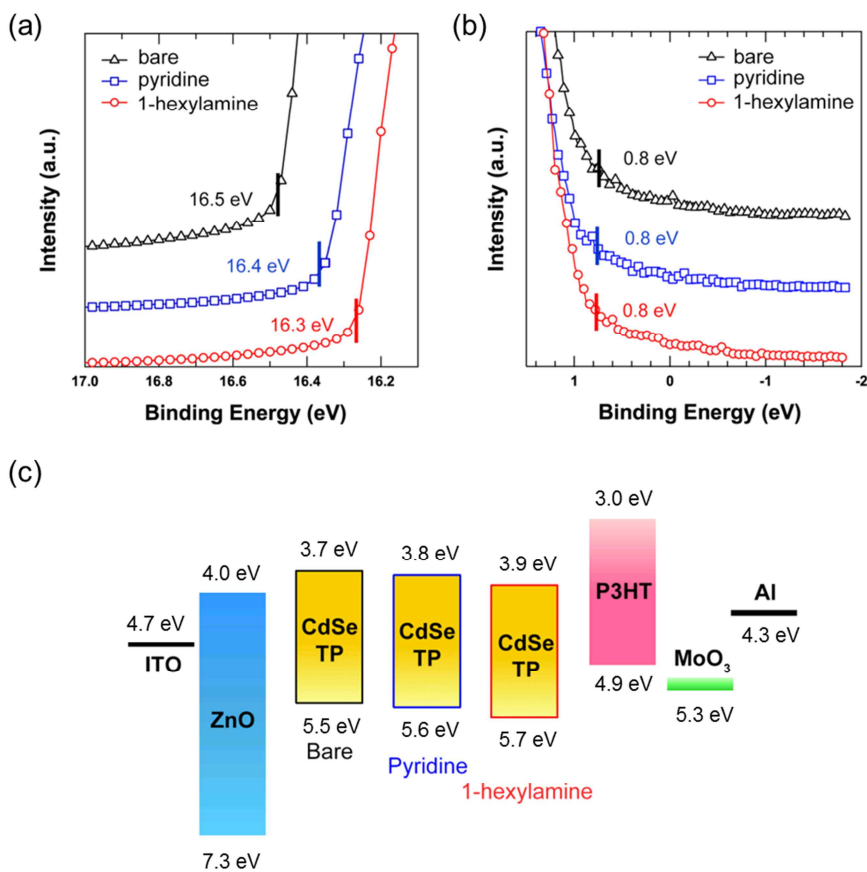 (a)
bare
pyridine
1-hexylamine
16.5 eV
16.4 eV
16.3 eV
Intensity (a.u.)
17.0 16.8 16.6 16.4 16.2
Binding Energy (eV)
(b)
bare
pyridine
1-hexylamine
0.8 eV
0.8 eV
0.8 eV
Intensity (a.u.)
1 0 -1 -2
Binding Energy (eV)
(c)
4.7 eV
ITO
4.0 eV
ZnO
7.3 eV
3.7 eV
CdSe
TP
5.5 eV
Bare
3.8 eV
CdSe
TP
5.6 eV
Pyridine
3.9 eV
CdSe
TP
5.7 eV
1-hexylamine
3.0 eV
P3HT
4.9 eV
MoO3
5.3 eV
Al
4.3 eV